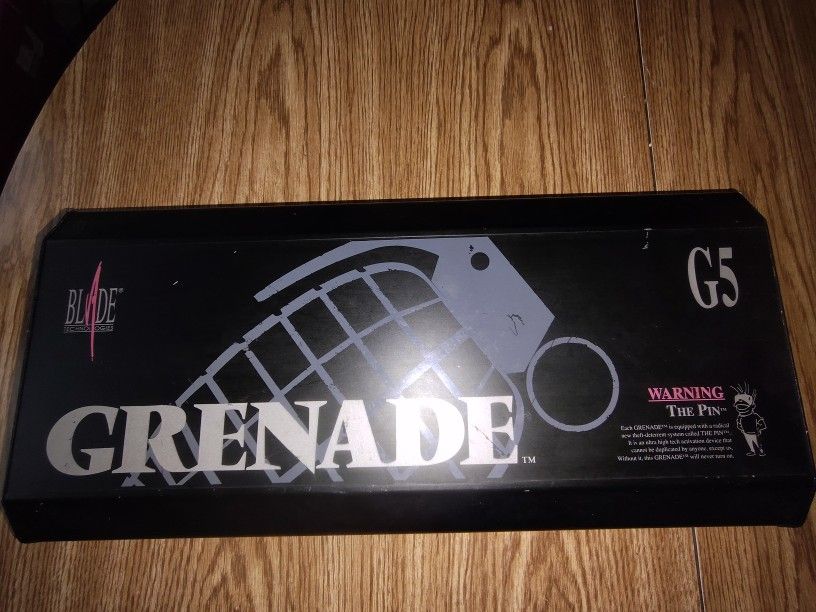 BLADE®
TECHNOLOGIES
G5
GRENADE™
WARNING
THE PIN™
Each GRENADE™ is equipped with a radical
new theft-deterrent system called THE PIN™
It is an ultra high tech activation device that
cannot be duplicated by anyone, except us.
Without it, this GRENADE™ will never turn on.